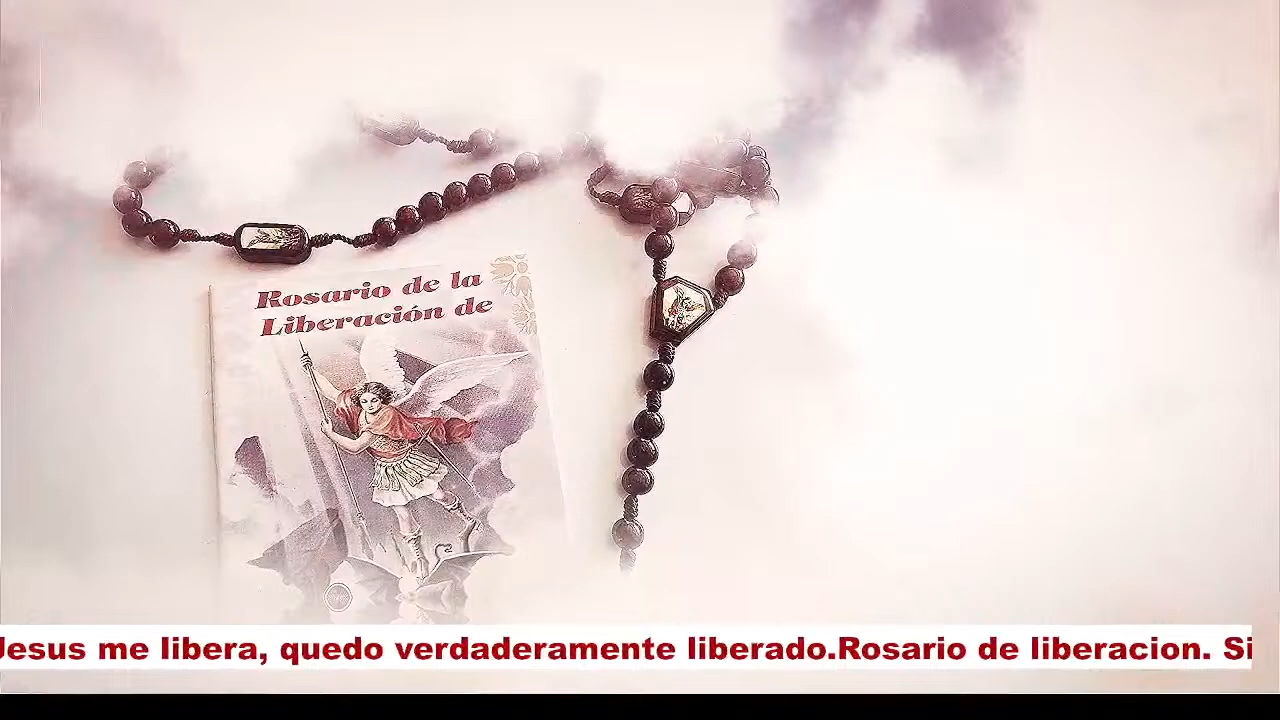 Rosario de la
Liberación de
Jesus me libera, quedo verdaderamente liberado.Rosario de liberacion. Si